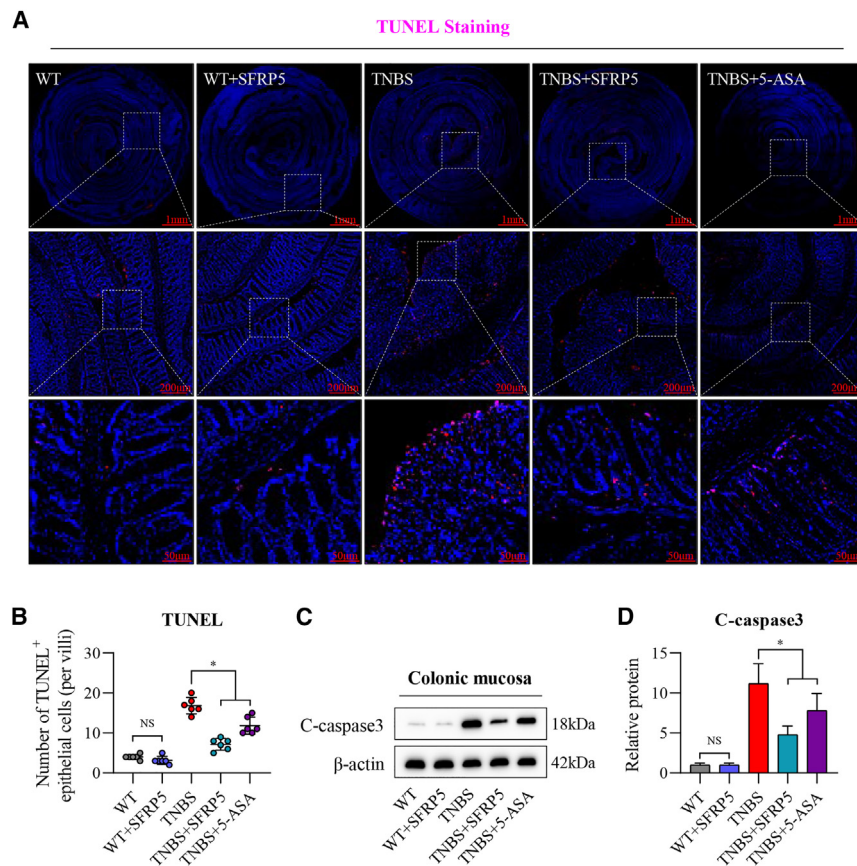 A
TUNEL Staining
WT
WT+SFRP5
TNBS
TNBS+SFRP5
TNBS+5-ASA
1mm
1mm
1mm
1mm
1mm
200μm
200μm
200μm
200μm
200μm
50μm
50μm
50μm
50μm
50μm
B
TUNEL
Number of TUNEL+
epithelial cells (per villi)
30
20
10
0
NS
*
WT
WT+SFRP5
TNBS
TNBS+SFRP5
TNBS+5-ASA
C
Colonic mucosa
C-caspase3
18kDa
β-actin
42kDa
WT
WT+SFRP5
TNBS
TNBS+SFRP5
TNBS+5-ASA
D
C-caspase3
Relative protein
15
10
5
0
NS
*
WT
WT+SFRP5
TNBS
TNBS+SFRP5
TNBS+5-ASA